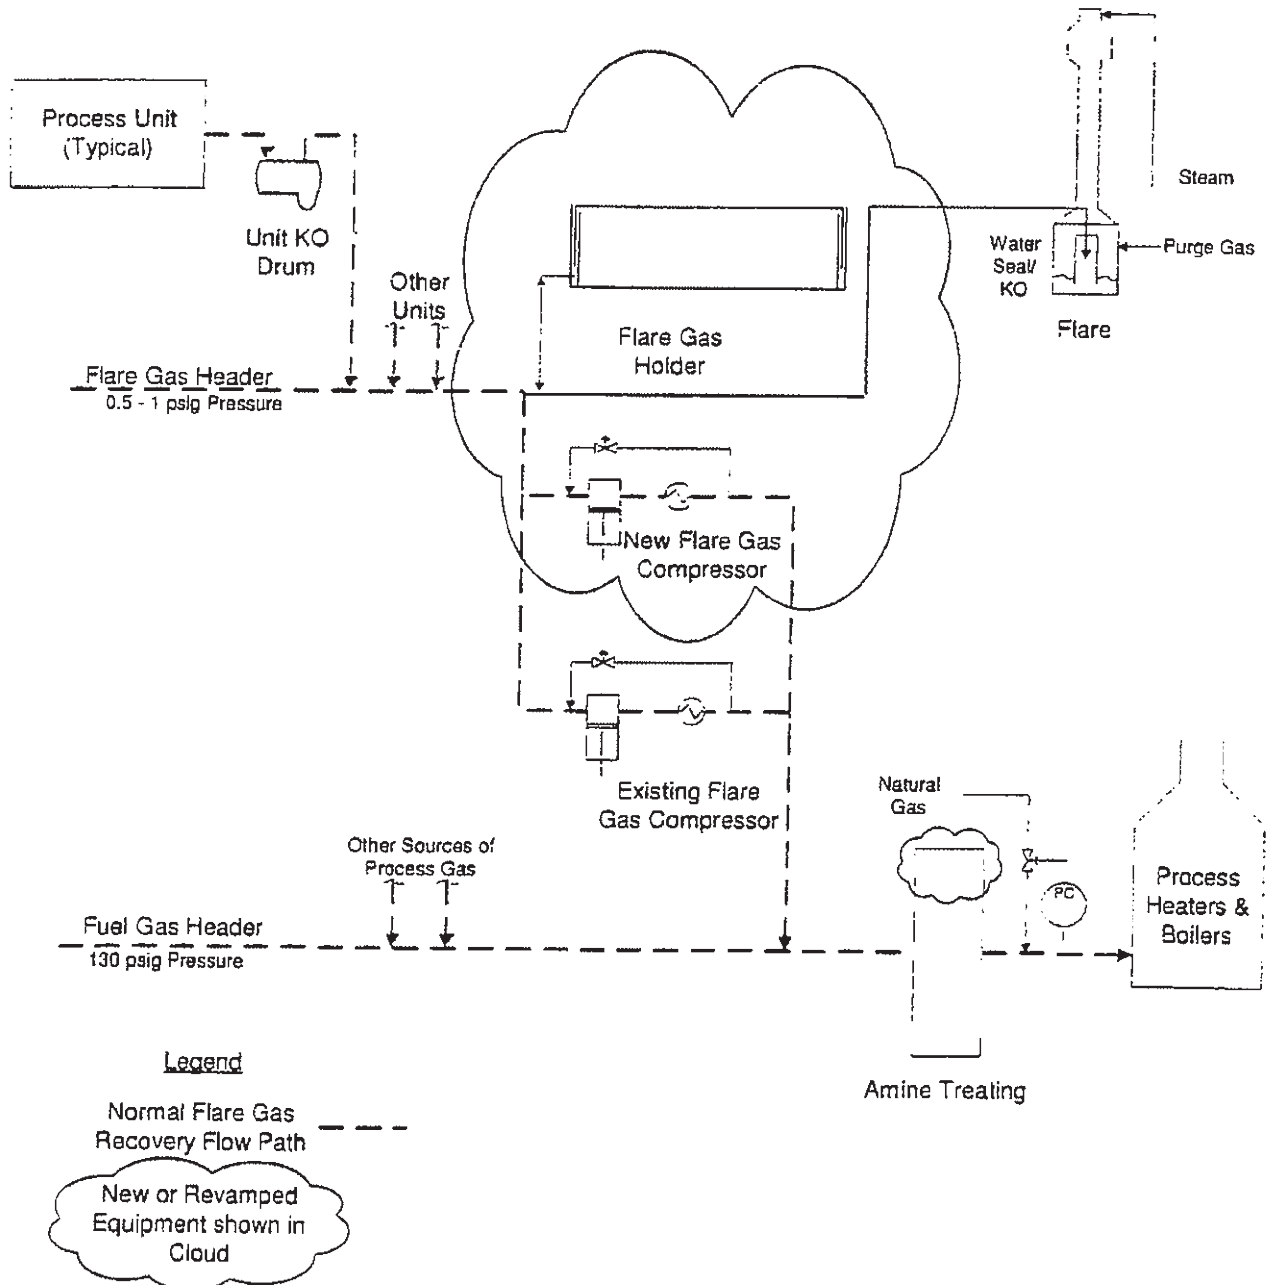 Process Unit
(Typical)
Unit KO
Drum
Other
Units
Flare Gas Header
0.5 - 1 psig Pressure
Flare Gas
Holder
Steam
Water
Seal/
KO
Purge Gas
Flare
New Flare Gas
Compressor
Existing Flare
Gas Compressor
Other Sources of
Process Gas
Fuel Gas Header
130 psig Pressure
Natural
Gas
PC
Process
Heaters &
Boilers
Amine Treating
Legend
Normal Flare Gas
Recovery Flow Path
New or Revamped
Equipment shown in
Cloud